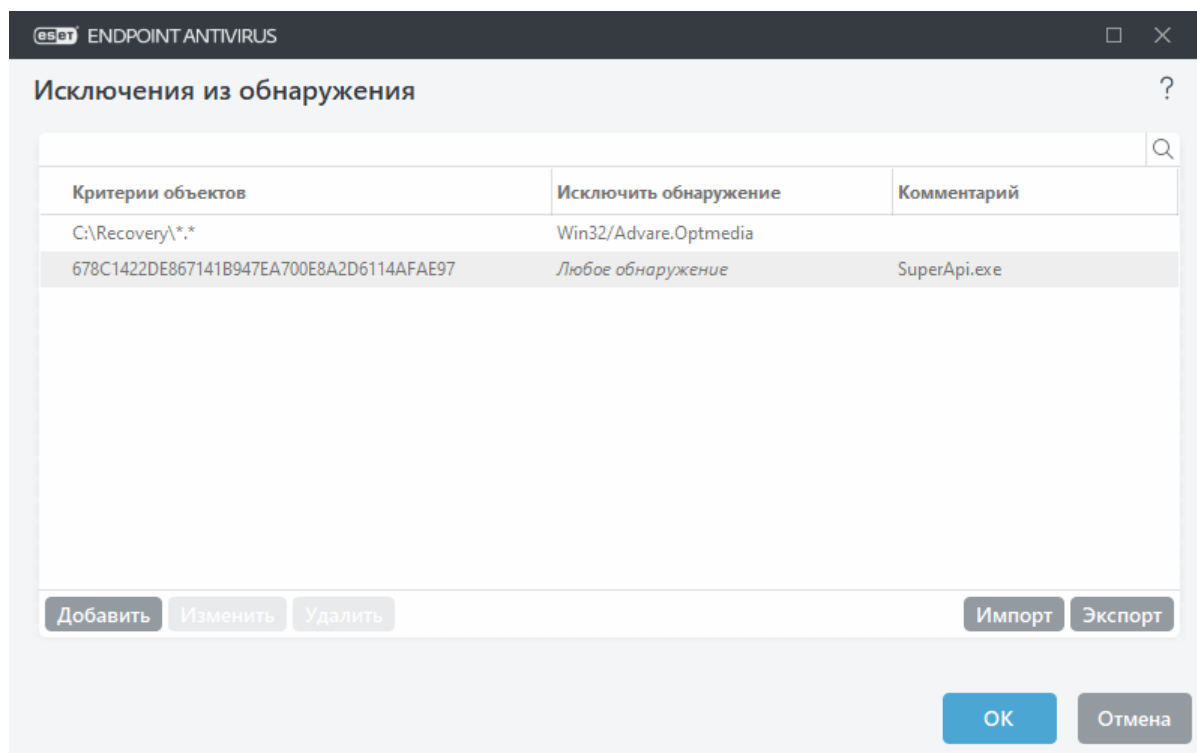 eset ENDPOINT ANTIVIRUS
Исключения из обнаружения ?
Критерии объектов Исключить обнаружение Комментарий
C:\Recovery\*.* Win32/Advare.Optmedia
678C1422DE867141B947EA700E8A2D6114AFAE97 Любое обнаружение SuperApi.exe
Добавить Изменить Удалить Импорт Экспорт
OK Отмена